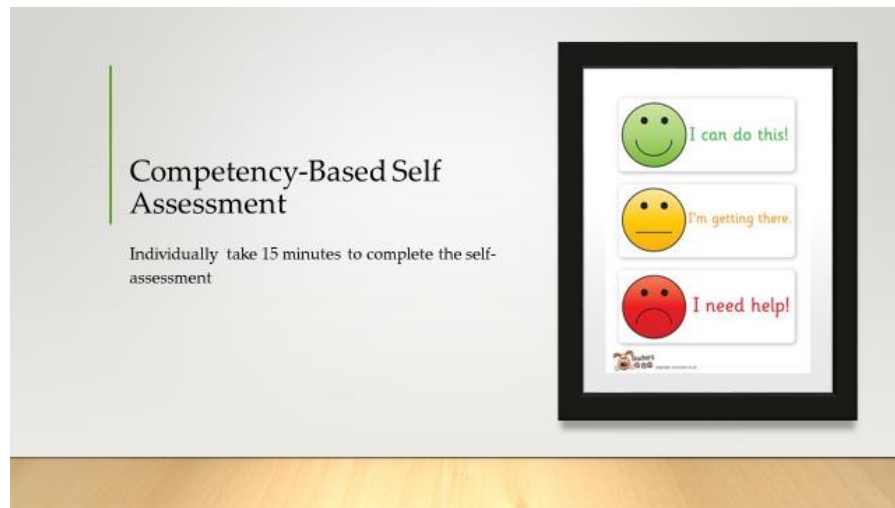 Competency-Based Self
Assessment
Individually take 15 minutes to complete the self-
assessment
I can do this!
I'm getting there.
I need help!